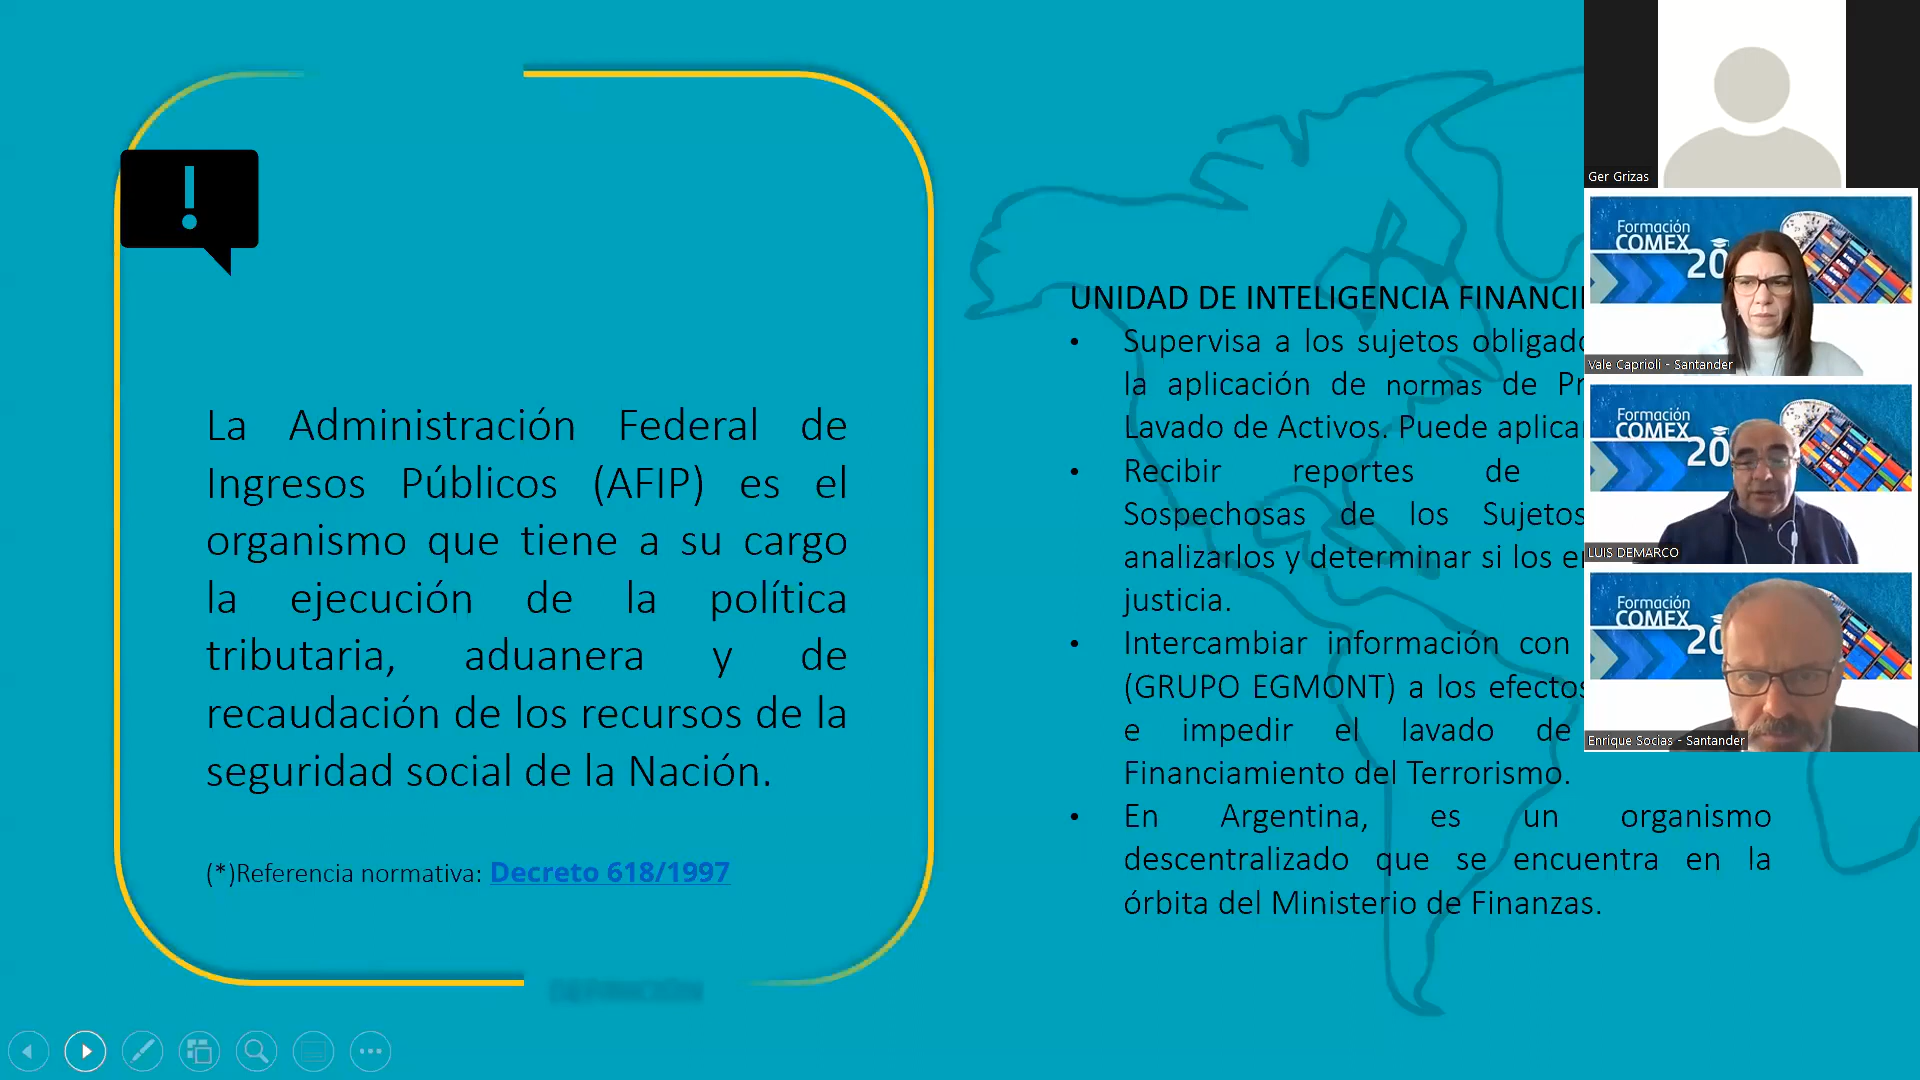 La Administración Federal de
Ingresos Públicos (AFIP) es el
organismo que tiene a su cargo
la ejecución de la política
tributaria, aduanera y de
recaudación de los recursos de la
seguridad social de la Nación.
(*)Referencia normativa: Decreto 618/1997
UNIDAD DE INTELIGENCIA
• Supervisa a los sujetos
la aplicación de normas de
Lavado de Activos. Puede
• Recibir reportes de
Sospechosas de los Sujetos
analizarlos y determinar si los
justicia.
• Intercambiar información con
(GRUPO EGMONT) a los efectos
e impedir el lavado de
Financiamiento del Terrorismo.
• En Argentina, es un organismo
descentralizado que se encuentra en la
órbita del Ministerio de Finanzas.
Ger Grizas
Formación
COMEX
20
Vale Caprioli - Santander
Formación
COMEX
20
LUIS DEMARCO
Formación
COMEX
20
Enrique Socias - Santander